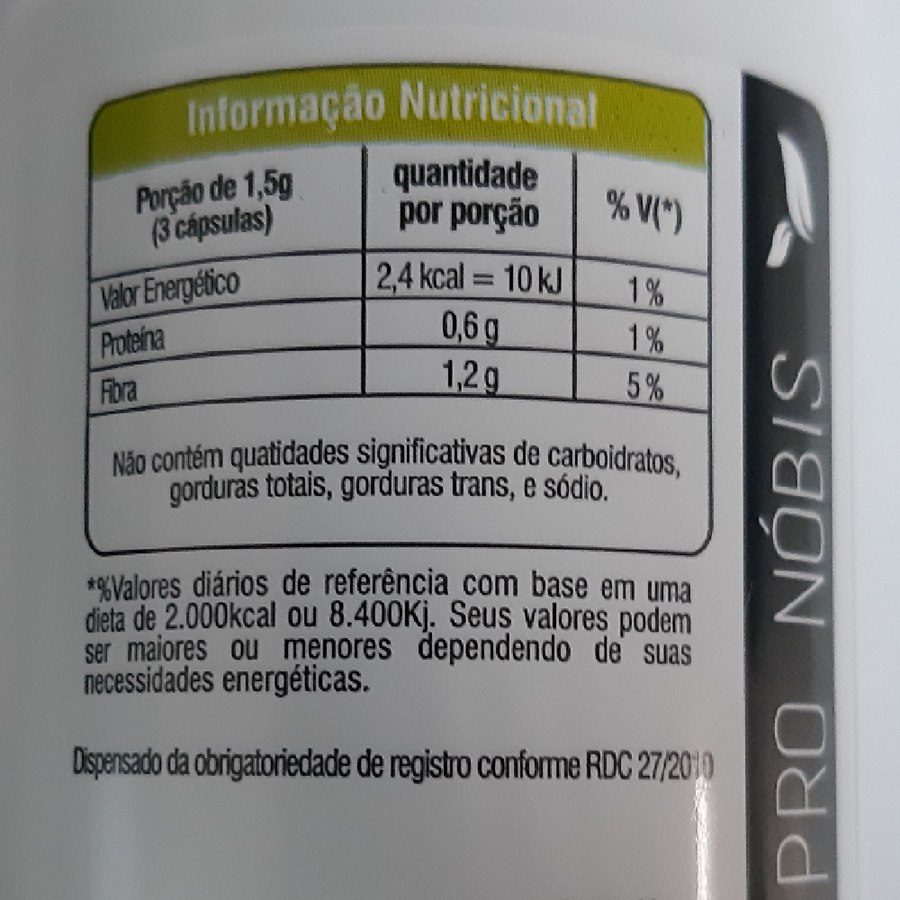 Informação Nutricional
Porção de 1,5g
(3 cápsulas)
quantidade
por porção
% V(*)
Valor Energético 2,4 kcal = 10 kJ 1 %
Proteína 0,6 g 1 %
Fibra 1,2 g 5 %
Não contém quatidades significativas de carboidratos,
gorduras totais, gorduras trans, e sódio.
*%Valores diários de referência com base em uma
dieta de 2.000kcal ou 8.400Kj. Seus valores podem
ser maiores ou menores dependendo de suas
necessidades energéticas.
Dispensado da obrigatoriedade de registro conforme RDC 27/2010
PRO NÓBIS